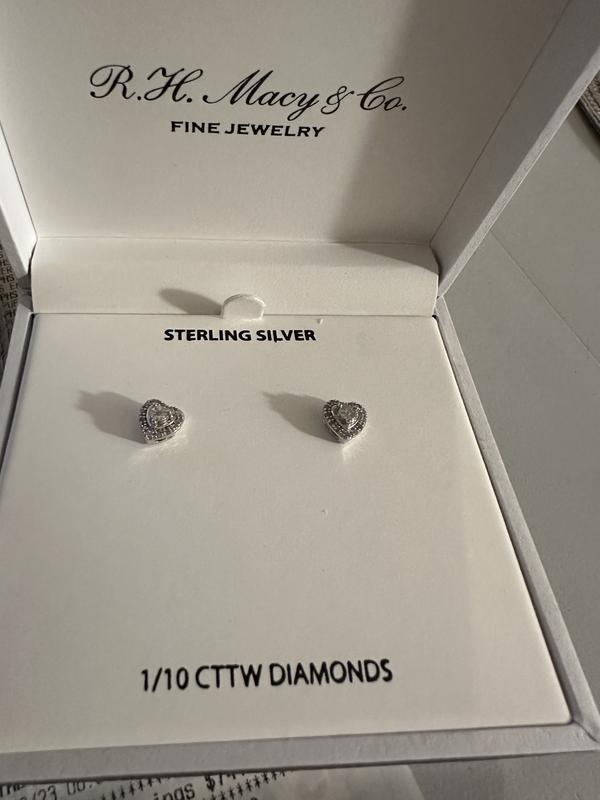 R.H. Macy & Co.
FINE JEWELRY
STERLING SILVER
1/10 CTTW DIAMONDS